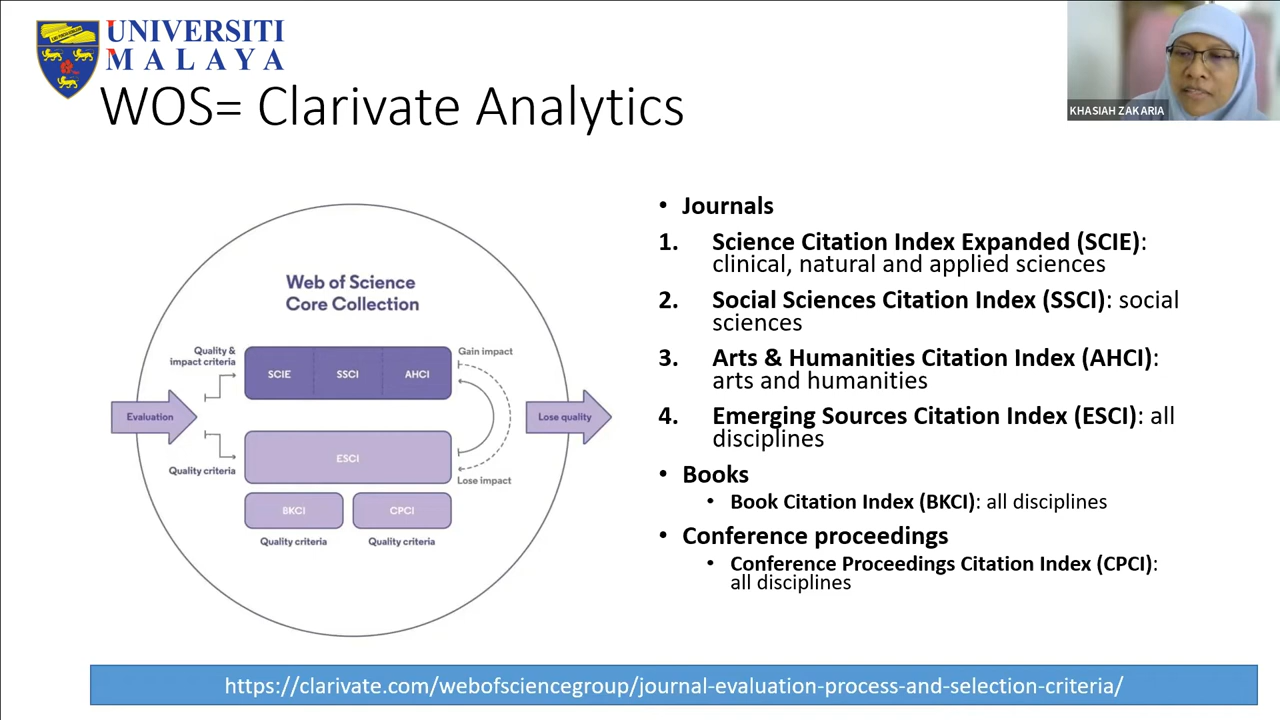 UNIVERSITI
MALAYA
WOS= Clarivate Analytics
KHASIAH ZAKARIA
Web of Science
Core Collection
Quality &
impact criteria
SCIE
SSCI
AHCI
Gain impact
Evaluation
Lose quality
ESCI
Quality criteria
Lose impact
BKCI
CPCI
Quality criteria
Quality criteria
• Journals
1. Science Citation Index Expanded (SCIE):
clinical, natural and applied sciences
2. Social Sciences Citation Index (SSCI): social
sciences
3. Arts & Humanities Citation Index (AHCI):
arts and humanities
4. Emerging Sources Citation Index (ESCI): all
disciplines
• Books
• Book Citation Index (BKCI): all disciplines
• Conference proceedings
• Conference Proceedings Citation Index (CPCI):
all disciplines
https://clarivate.com/webofsciencegroup/journal-evaluation-process-and-selection-criteria/